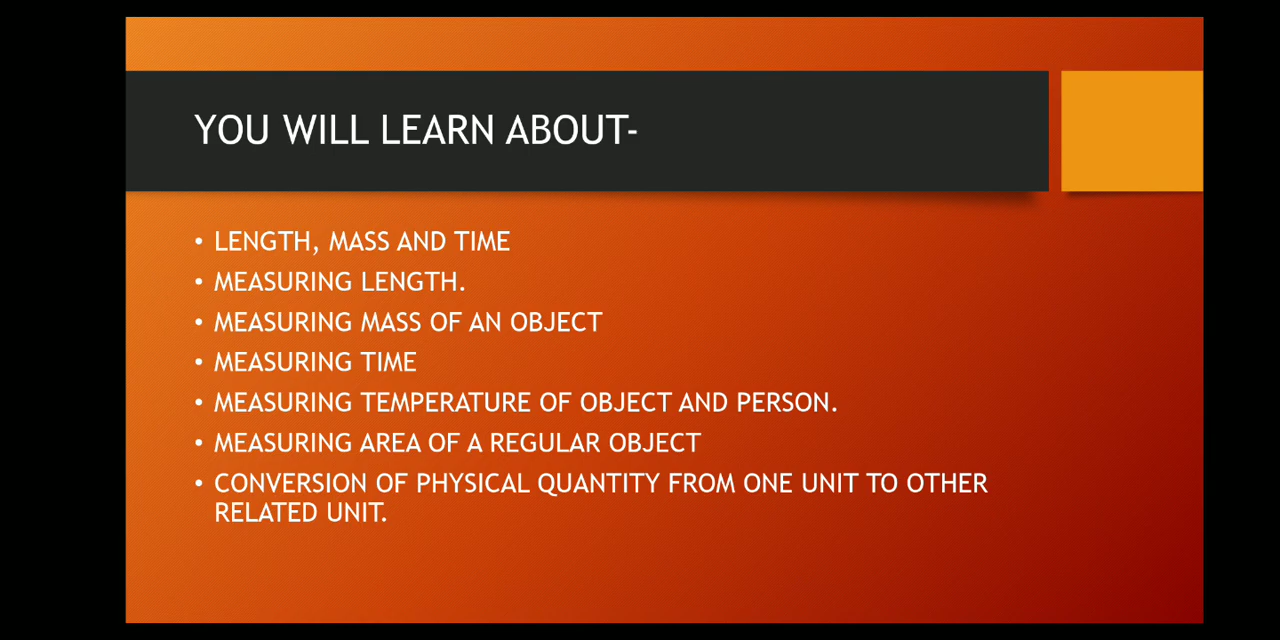 YOU WILL LEARN ABOUT-
• LENGTH, MASS AND TIME
• MEASURING LENGTH.
• MEASURING MASS OF AN OBJECT
• MEASURING TIME
• MEASURING TEMPERATURE OF OBJECT AND PERSON.
• MEASURING AREA OF A REGULAR OBJECT
• CONVERSION OF PHYSICAL QUANTITY FROM ONE UNIT TO OTHER
RELATED UNIT.